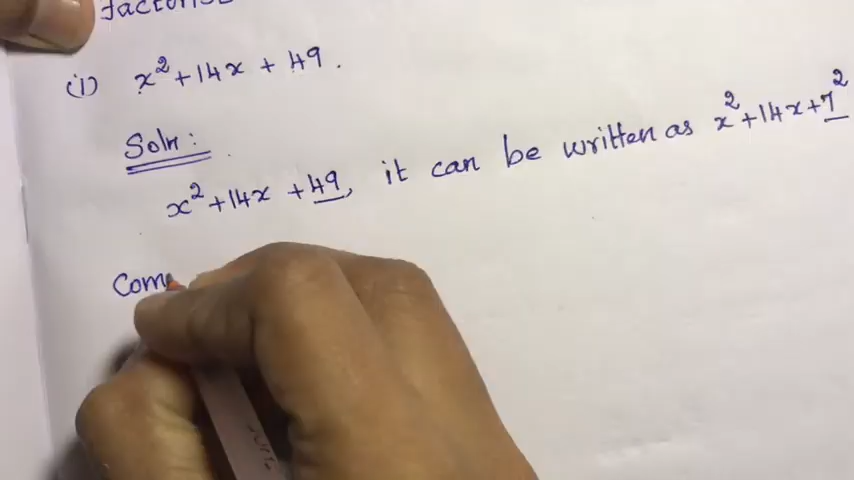 (i) x² + 14x + 49.
Soln:
x² + 14x + 49, it can be written as x² + 14x + 7²
Com